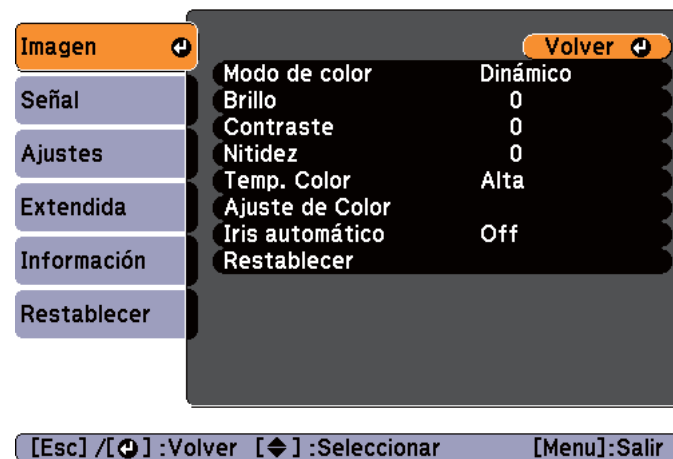 Imagen
Señal
Ajustes
Extendida
Información
Restablecer
Volver
Modo de color Dinámico
Brillo 0
Contraste 0
Nitidez 0
Temp. Color Alta
Ajuste de Color
Iris automático Off
Restablecer
[Esc] /[ ] :Volver [ ] :Seleccionar [Menu]:Salir